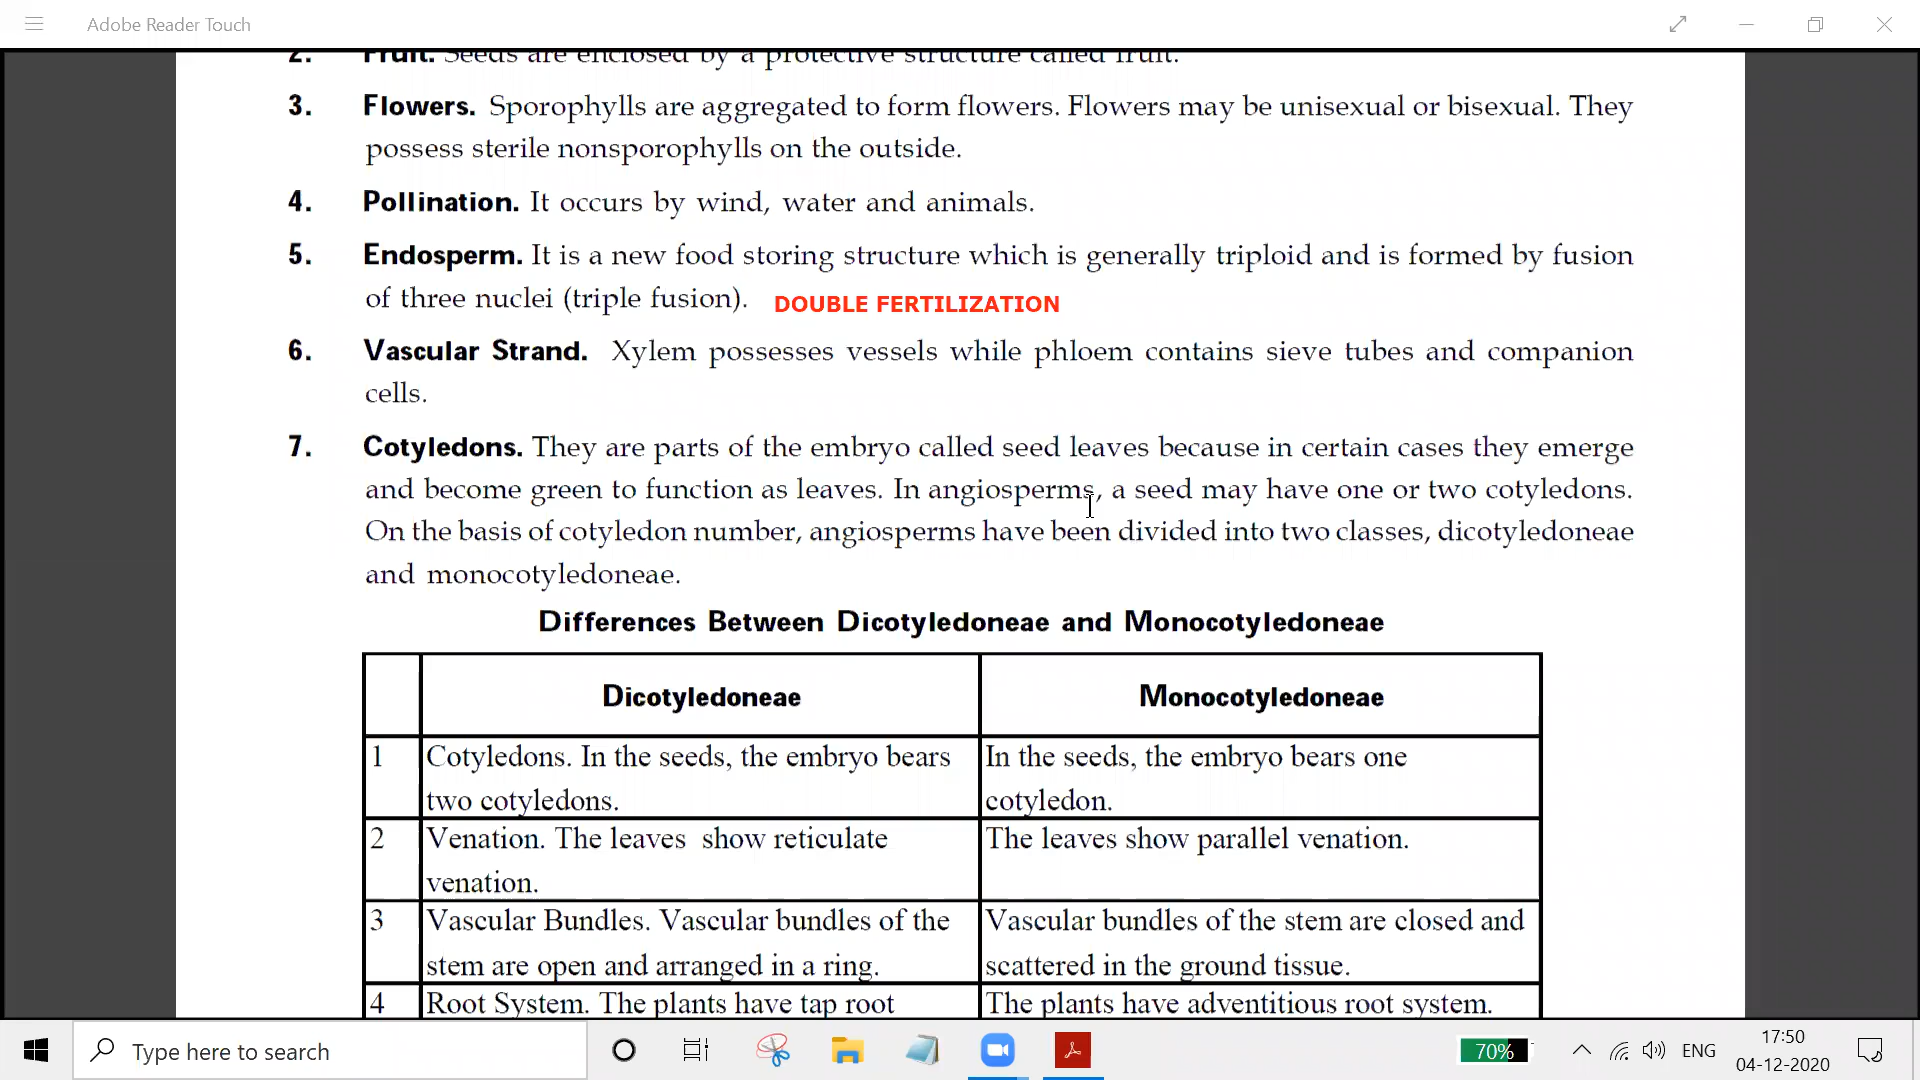 Adobe Reader Touch
2. Fruit. Seeds are enclosed by a protective structure called fruit.
3. Flowers. Sporophylls are aggregated to form flowers. Flowers may be unisexual or bisexual. They
possess sterile nonsporophylls on the outside.
4. Pollination. It occurs by wind, water and animals.
5. Endosperm. It is a new food storing structure which is generally triploid and is formed by fusion
of three nuclei (triple fusion). DOUBLE FERTILIZATION
6. Vascular Strand. Xylem possesses vessels while phloem contains sieve tubes and companion
cells.
7. Cotyledons. They are parts of the embryo called seed leaves because in certain cases they emerge
and become green to function as leaves. In angiosperms, a seed may have one or two cotyledons.
On the basis of cotyledon number, angiosperms have been divided into two classes, dicotyledoneae
and monocotyledoneae.
Differences Between Dicotyledoneae and Monocotyledoneae
Dicotyledoneae Monocotyledoneae
1 Cotyledons. In the seeds, the embryo bears In the seeds, the embryo bears one
two cotyledons. cotyledon.
2 Venation. The leaves show reticulate The leaves show parallel venation.
venation.
3 Vascular Bundles. Vascular bundles of the Vascular bundles of the stem are closed and
stem are open and arranged in a ring. scattered in the ground tissue.
4 Root System. The plants have tap root The plants have adventitious root system.
Type here to search 70% ENG 17:50
04-12-2020